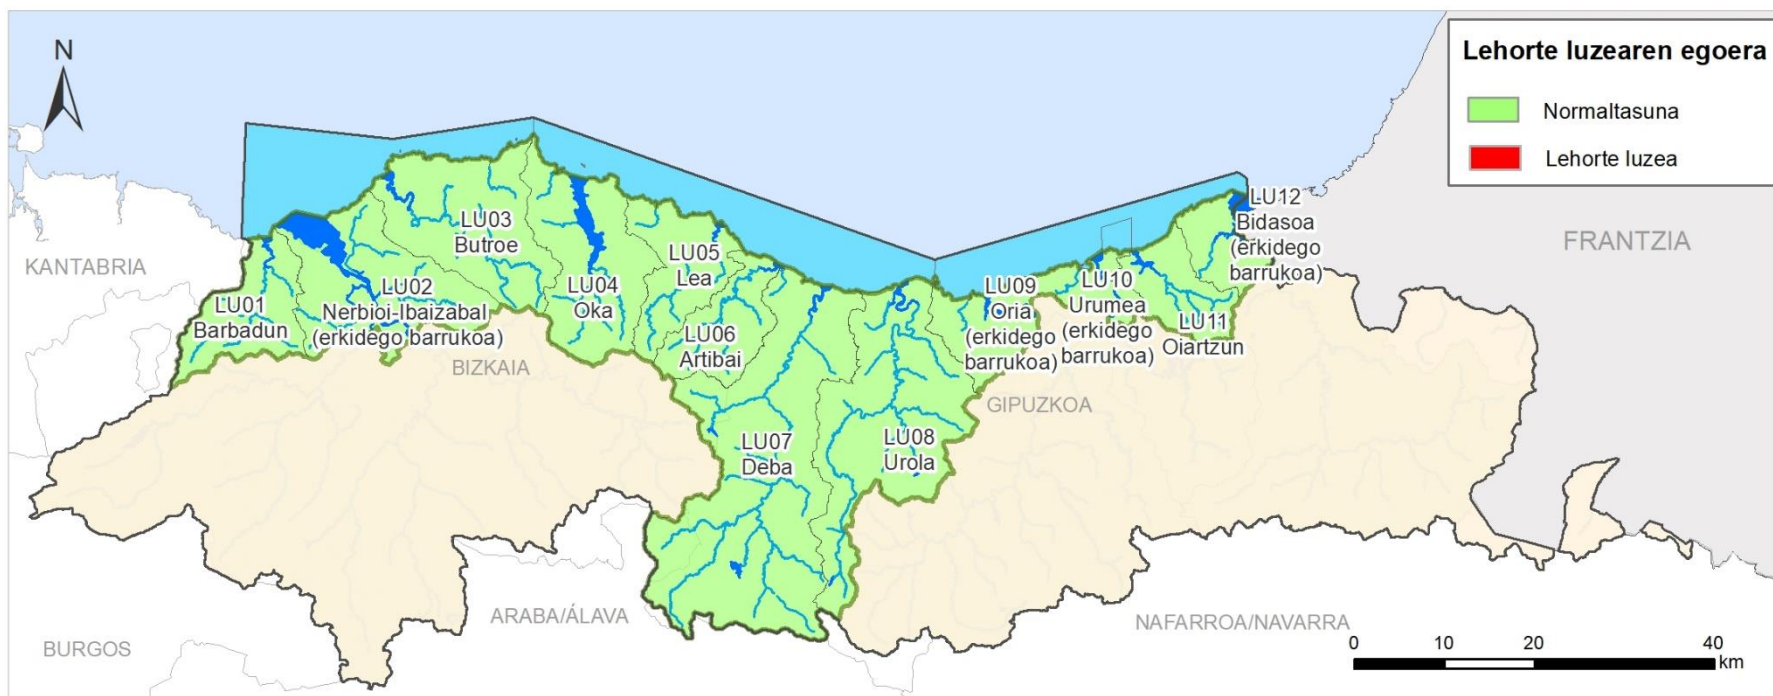 N
Lehorte luzearen egoera
Normaltasuna
Lehorte luzea
KANTABRIA
FRANTZIA
BIZKAIA
GIPUZKOA
ARABA/ÁLAVA
NAFARROA/NAVARRA
BURGOS
LU01
Barbadun
LU02
Nerbioi-Ibaizabal
(erkidego barrukoa)
LU03
Butroe
LU04
Oka
LU05
Lea
LU06
Artibai
LU07
Deba
LU08
Urola
LU09
Oria
(erkidego
barrukoa)
LU10
Urumea
(erkidego
barrukoa)
LU11
Oiartzun
LU12
Bidasoa
(erkidego
barrukoa)
0 10 20 40
km